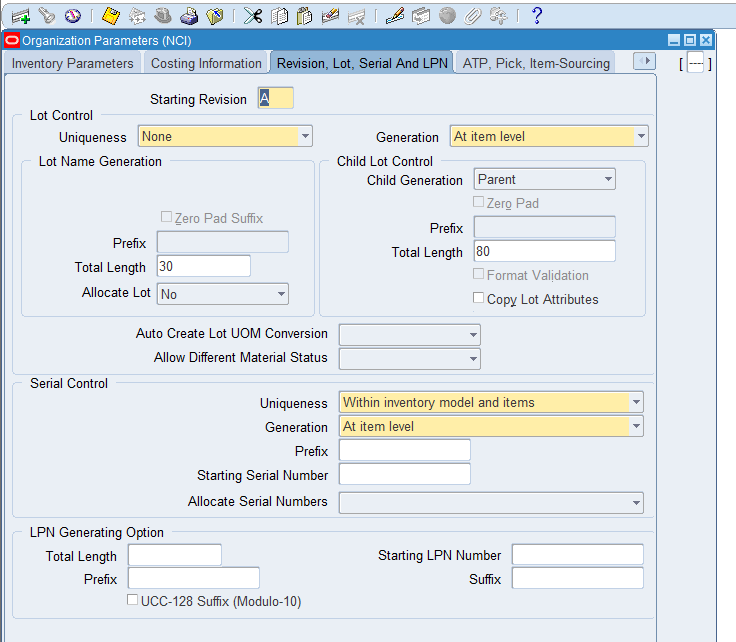 Organization Parameters (NCI)
Inventory Parameters Costing Information Revision, Lot, Serial And LPN ATP, Pick, Item-Sourcing
[ --- ]
Starting Revision A
Lot Control
Uniqueness None Generation At item level
Lot Name Generation Child Lot Control
Child Generation Parent
Zero Pad
Zero Pad Suffix
Prefix
Prefix
Total Length 80
Total Length 30
Format Validation
Allocate Lot No
Copy Lot Attributes
Auto Create Lot UOM Conversion
Allow Different Material Status
Serial Control
Uniqueness Within inventory model and items
Generation At item level
Prefix
Starting Serial Number
Allocate Serial Numbers
LPN Generating Option
Total Length Starting LPN Number
Prefix Suffix
UCC-128 Suffix (Modulo-10)